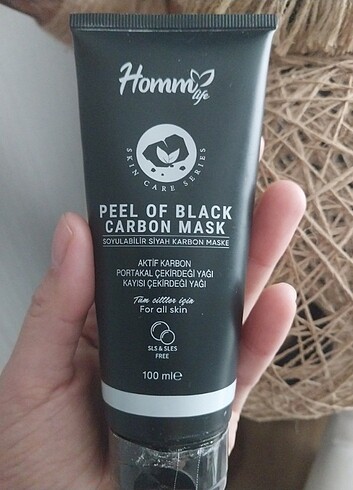 Homm
life
SKIN CARE SERIES
PEEL OF BLACK
CARBON MASK
SOYULABİLİR SİYAH KARBON MASKE
AKTİF KARBON
PORTAKAL ÇEKİRDEĞİ YAĞI
KAYISI ÇEKİRDEĞİ YAĞI
Tüm ciltler için
For all skin
SLS & SLES
FREE
100 ml℮